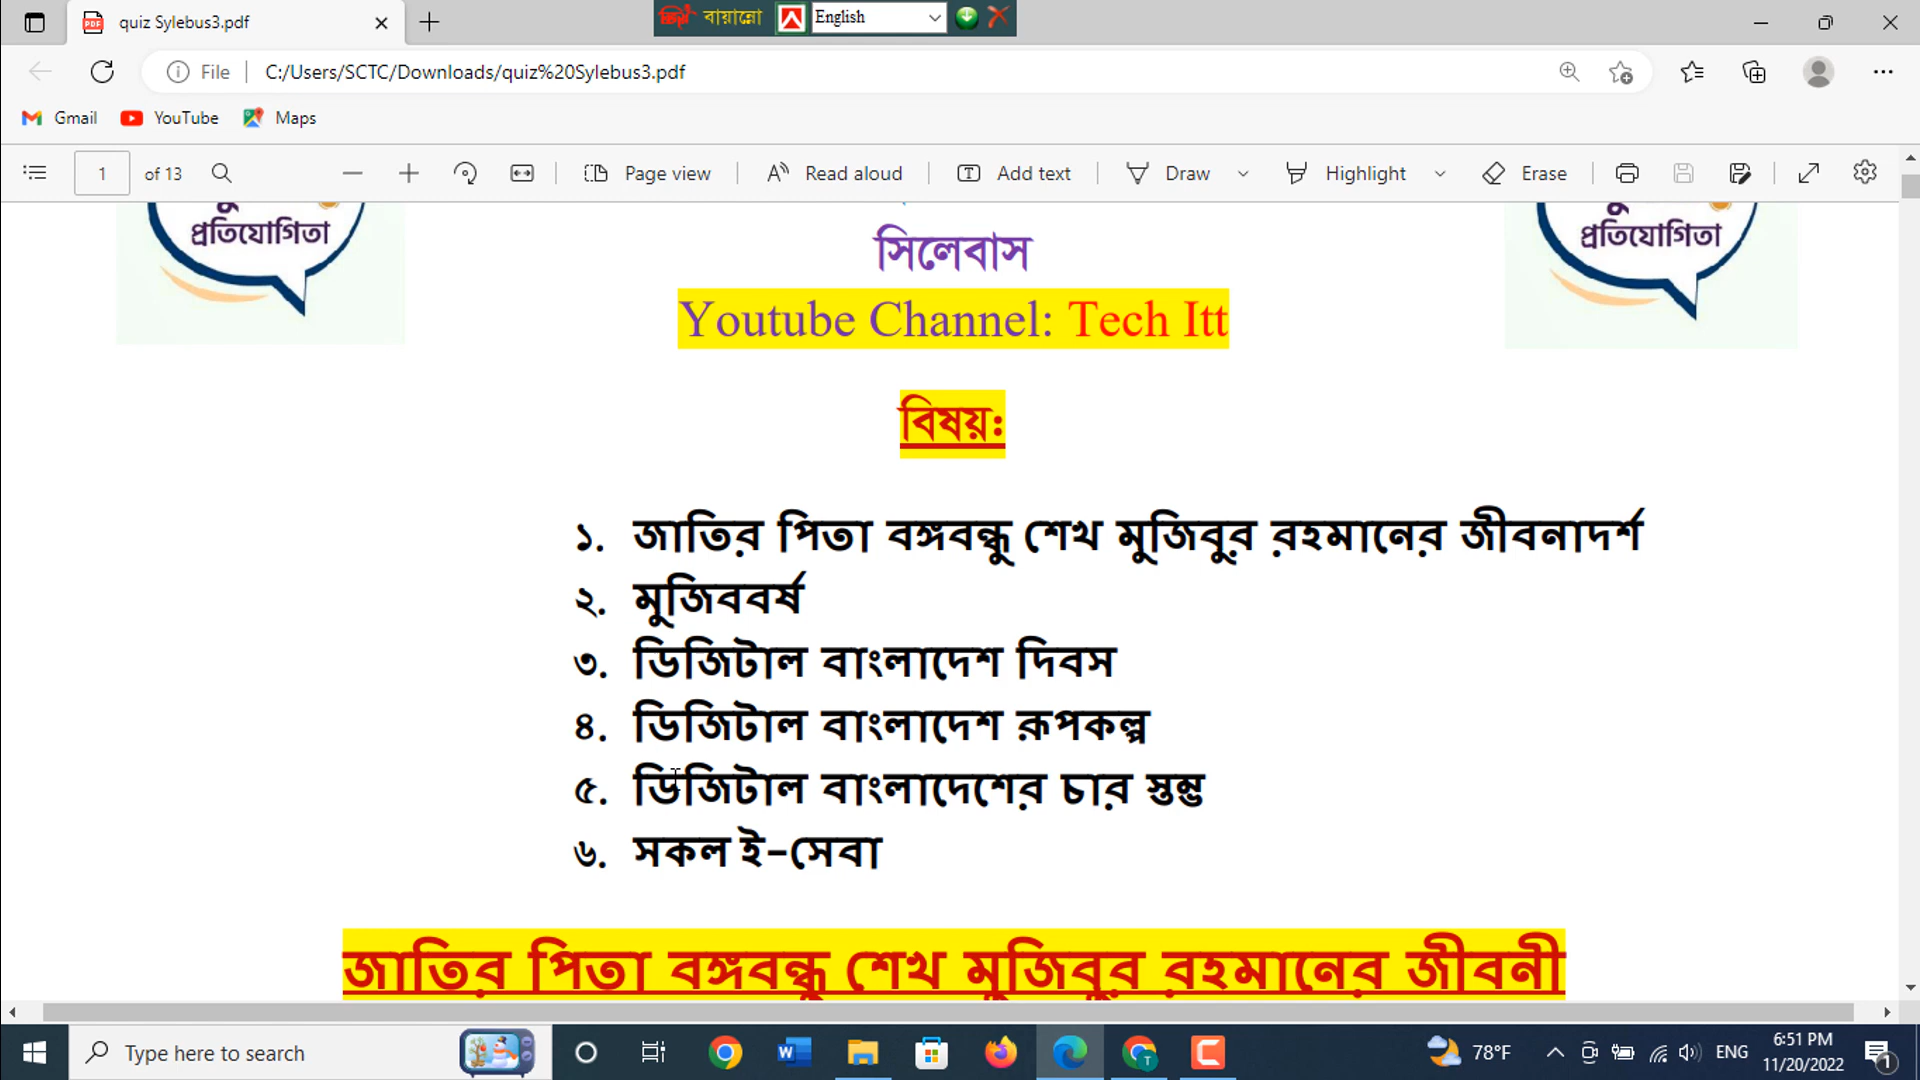 quiz Sylebus3.pdf
বায়ান্নো
English
File
C:/Users/SCTC/Downloads/quiz%20Sylebus3.pdf
Gmail
YouTube
Maps
1 of 13
Page view
Read aloud
Add text
Draw
Highlight
Erase
প্রতিযোগিতা
প্রতিযোগিতা
সিলেবাস
Youtube Channel: Tech Itt
বিষয়ঃ
১. জাতির পিতা বঙ্গবন্ধু শেখ মুজিবুর রহমানের জীবনাদর্শ
২. মুজিববর্ষ
৩. ডিজিটাল বাংলাদেশ দিবস
৪. ডিজিটাল বাংলাদেশ রূপকল্প
৫. ডিজিটাল বাংলাদেশের চার স্তম্ভ
৬. সকল ই-সেবা
জাতির পিতা বঙ্গবন্ধু শেখ মুজিবুর রহমানের জীবনী
Type here to search
78°F
ENG
6:51 PM
11/20/2022
1